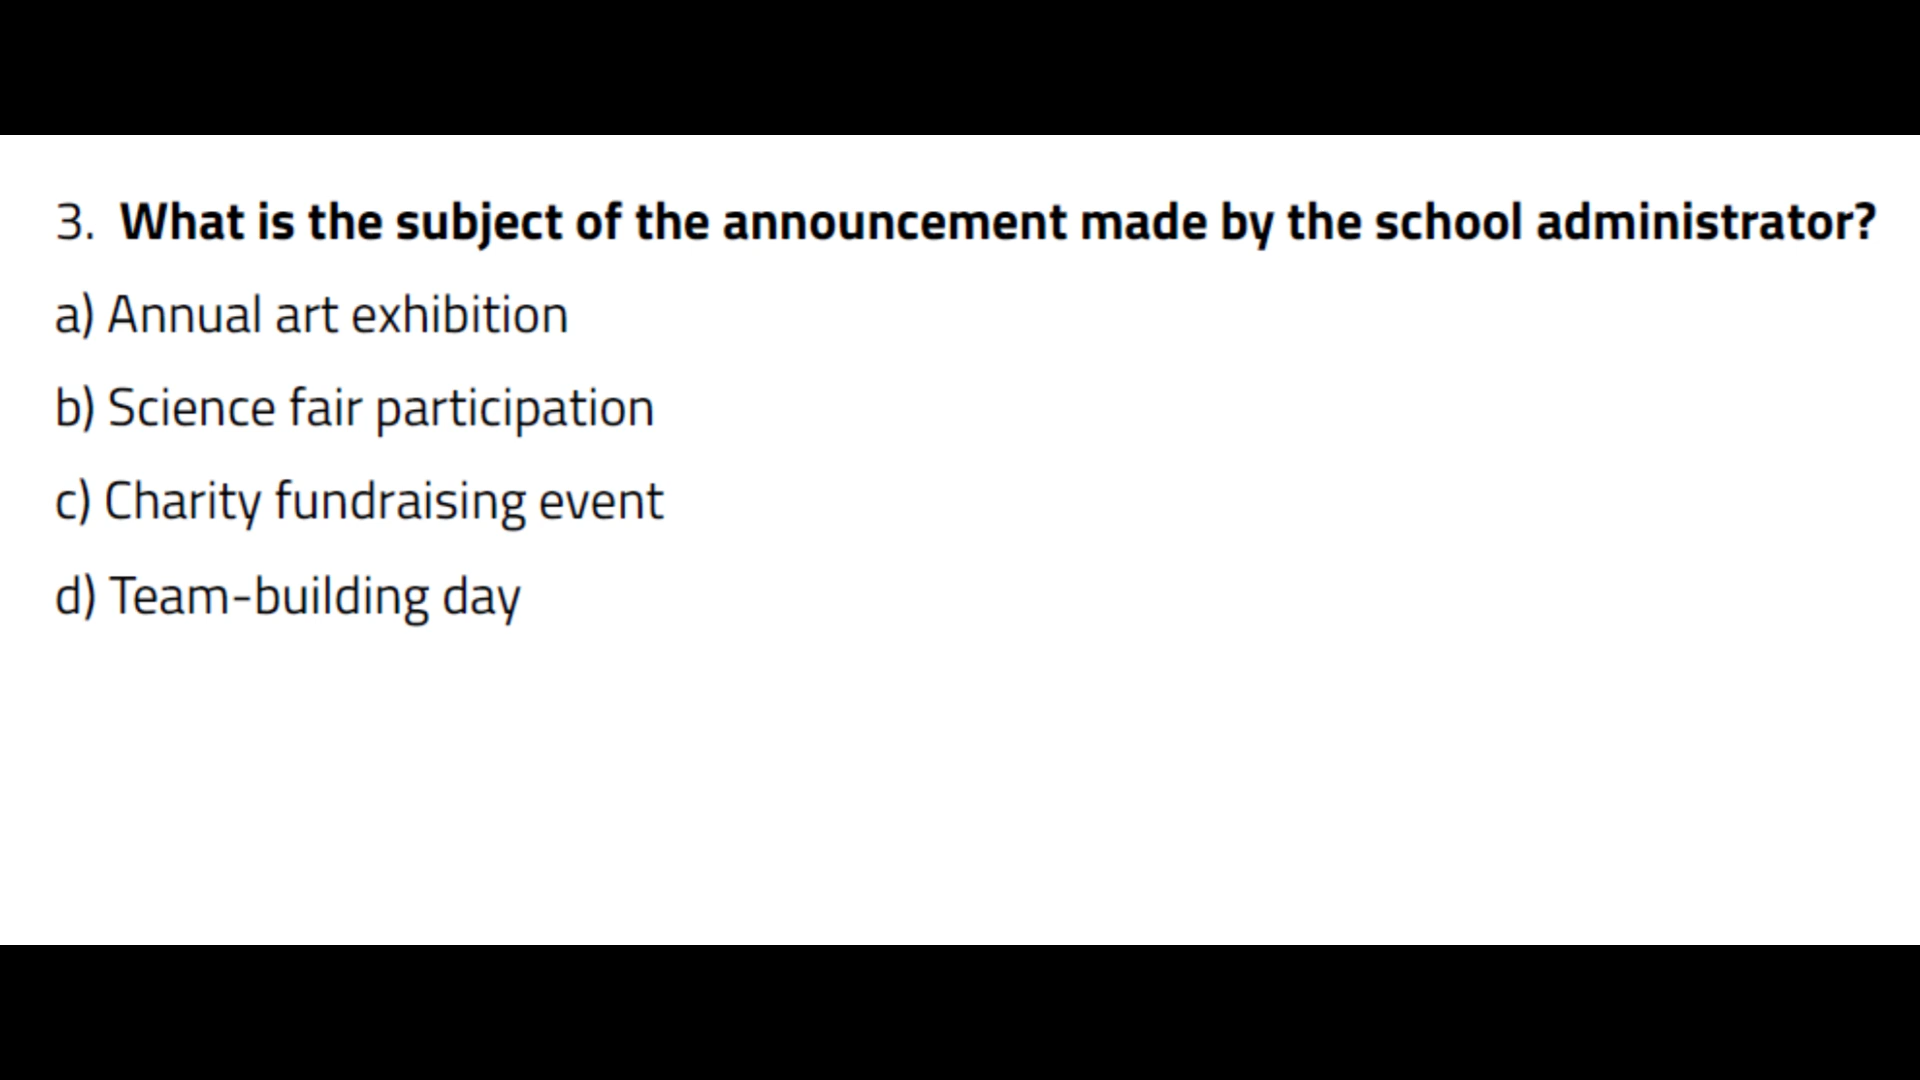 3. What is the subject of the announcement made by the school administrator?
a) Annual art exhibition
b) Science fair participation
c) Charity fundraising event
d) Team-building day